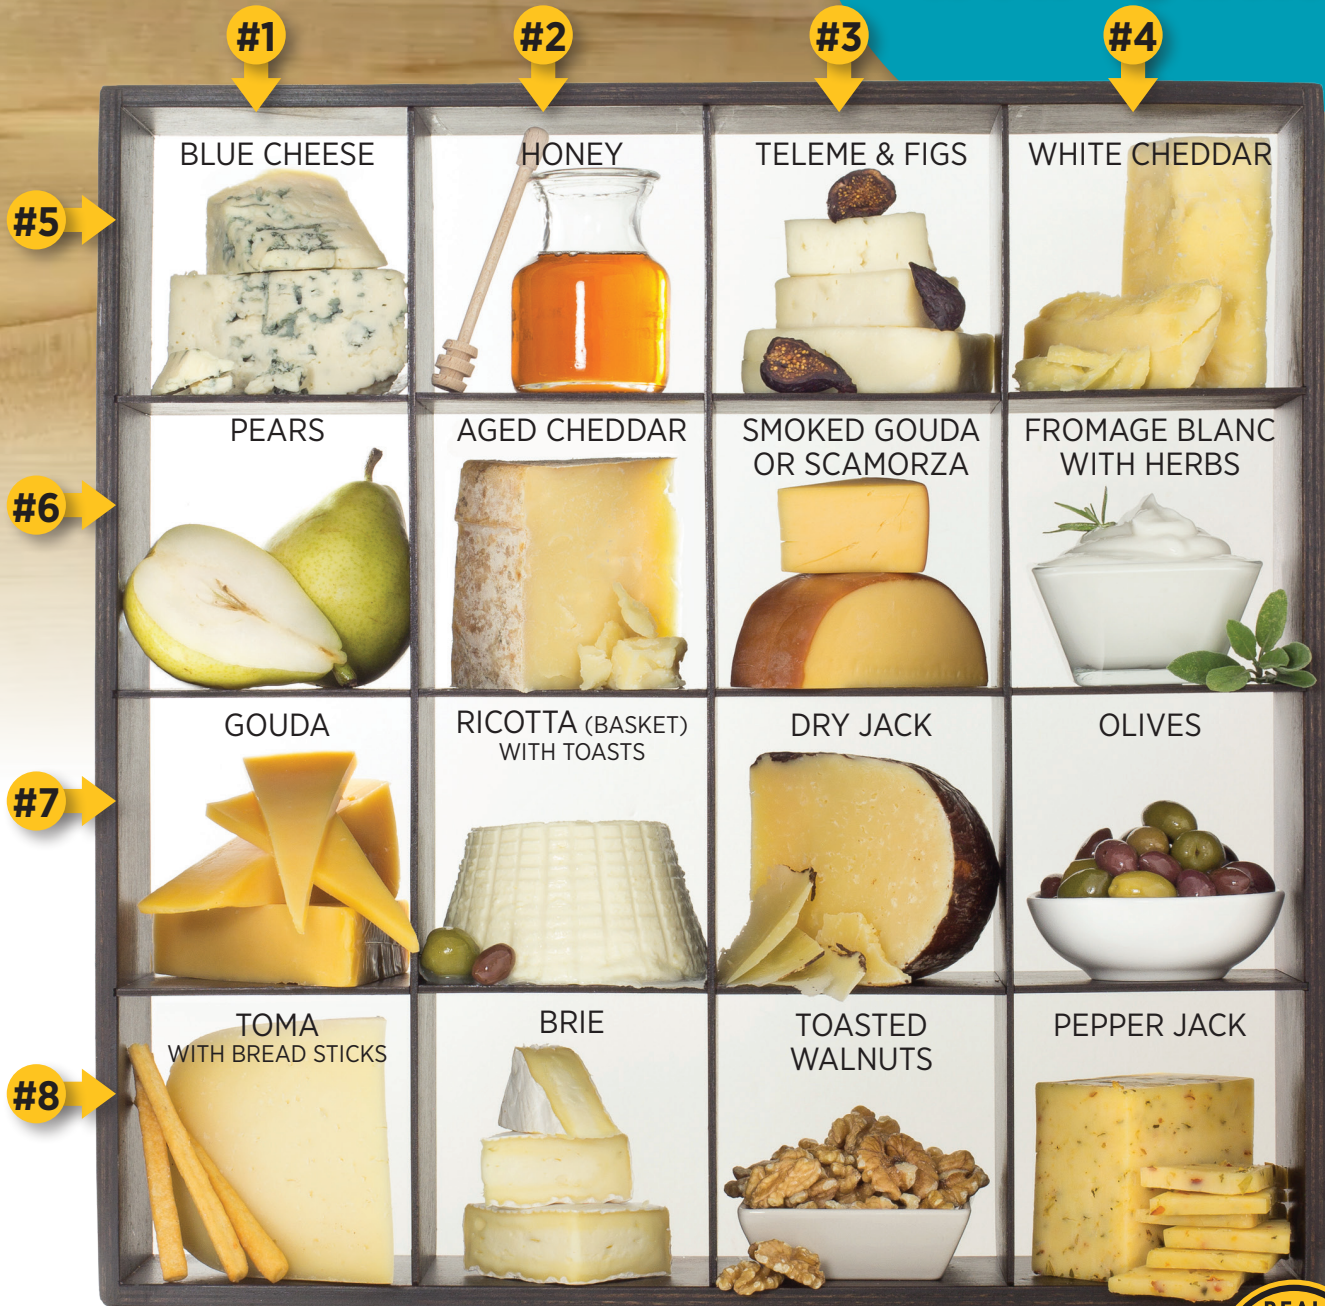 #1
#2
#3
#4
#5
BLUE CHEESE
HONEY
TELEME & FIGS
WHITE CHEDDAR
#6
PEARS
AGED CHEDDAR
SMOKED GOUDA
OR SCAMORZA
FROMAGE BLANC
WITH HERBS
#7
GOUDA
RICOTTA (BASKET)
WITH TOASTS
DRY JACK
OLIVES
#8
TOMA
WITH BREAD STICKS
BRIE
TOASTED
WALNUTS
PEPPER JACK
REAL